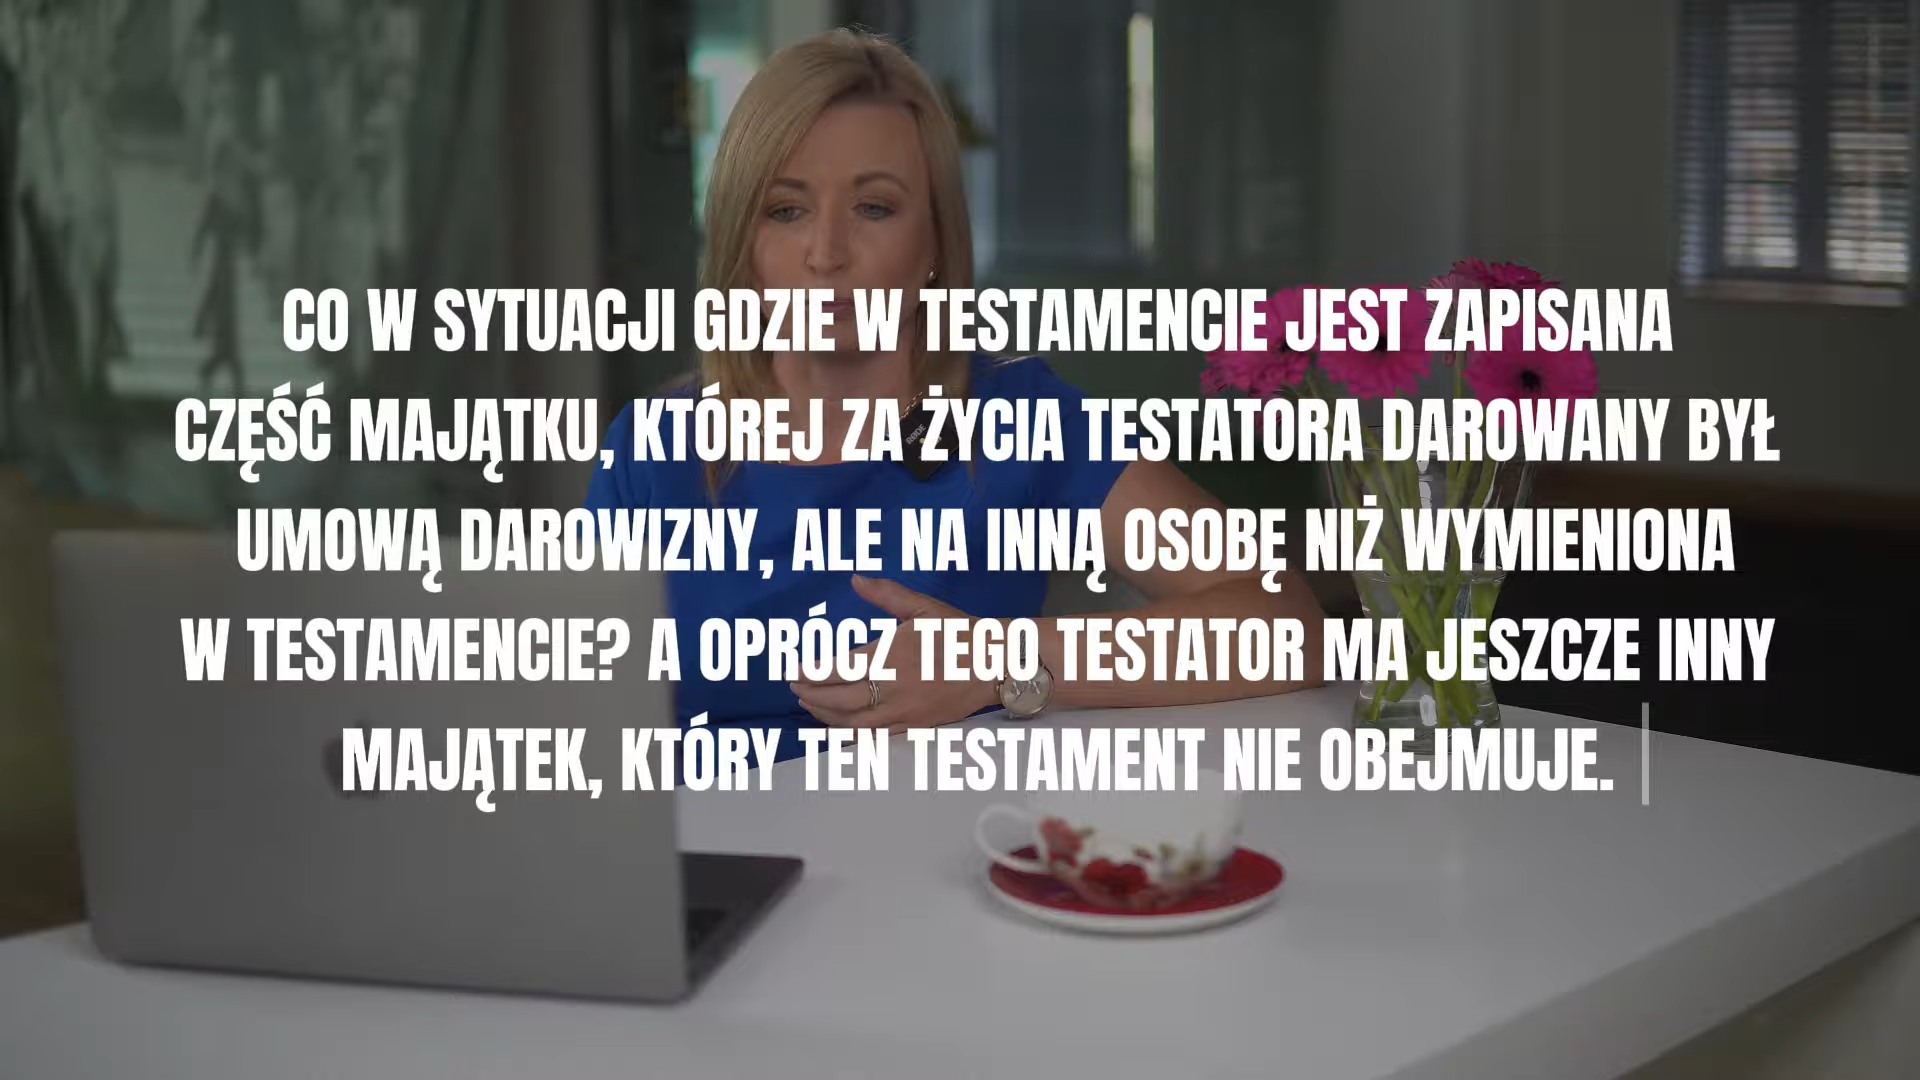 CO W SYTUACJI GDZIE W TESTAMENCIE JEST ZAPISANA
CZĘŚĆ MAJĄTKU, KTÓREJ ZA ŻYCIA TESTATORA DAROWANY BYŁ
UMOWĄ DAROWIZNY, ALE NA INNĄ OSOBĘ NIŻ WYMIENIONA
W TESTAMENCIE? A OPRÓCZ TEGO TESTATOR MA JESZCZE INNY
MAJĄTEK, KTÓRY TEN TESTAMENT NIE OBEJMUJE.
RØDE